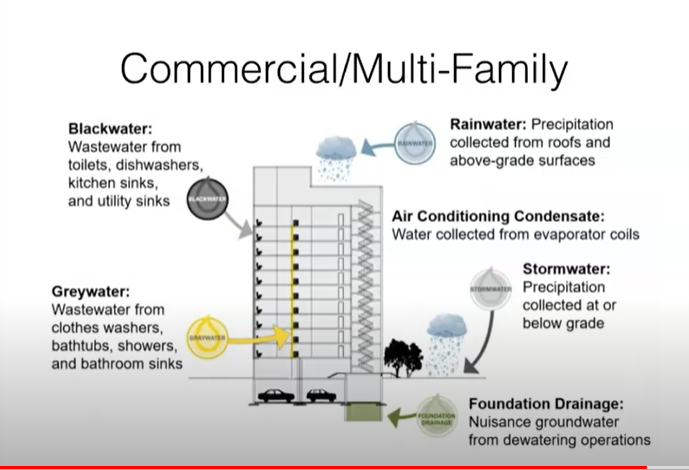 Commercial/Multi-Family
Blackwater:
Wastewater from
toilets, dishwashers,
kitchen sinks,
and utility sinks
BLACKWATER
Rainwater: Precipitation
collected from roofs and
above-grade surfaces
RAINWATER
Air Conditioning Condensate:
Water collected from evaporator coils
Stormwater:
Precipitation
collected at or
below grade
STORMWATER
Greywater:
Wastewater from
clothes washers,
bathtubs, showers,
and bathroom sinks
GRAYWATER
Foundation Drainage:
Nuisance groundwater
from dewatering operations
FOUNDATION
DRAINAGE